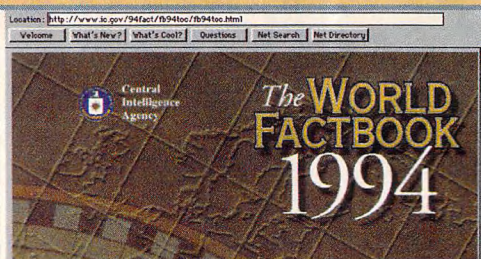 Location: http://www.ic.gov/94fact/fb94toc/fb94toc.html
Welcome What's New? What's Cool? Questions Net Search Net Directory
Central
Intelligence
Agency
The WORLD
FACTBOOK
1994